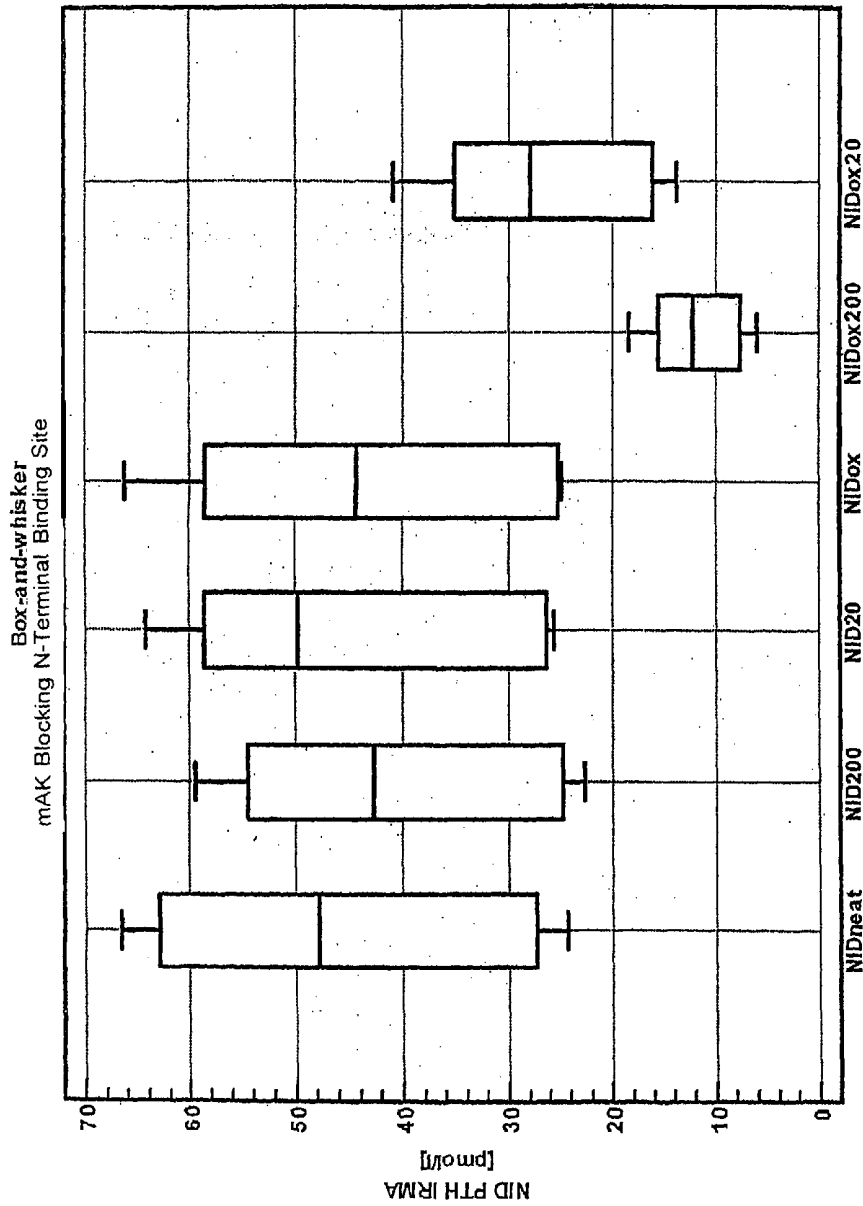 Box-and-whisker
mAK Blocking N-Terminal Binding Site
NID PTH IRMA
[pmol/l]
70
60
50
40
30
20
10
0
NIDneat
NID200
NID20
NIDox
NIDox200
NIDox20